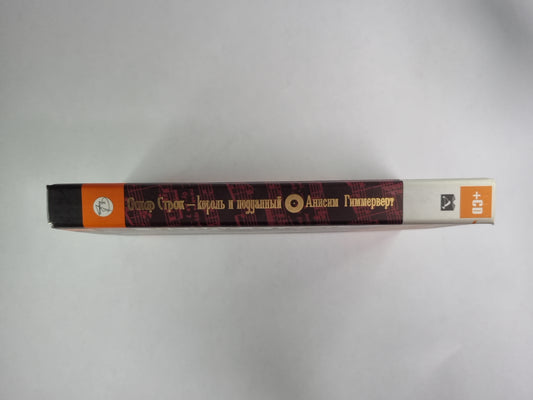 Оскар Строк — король и подданный Анисим Гиммерверт
+CD